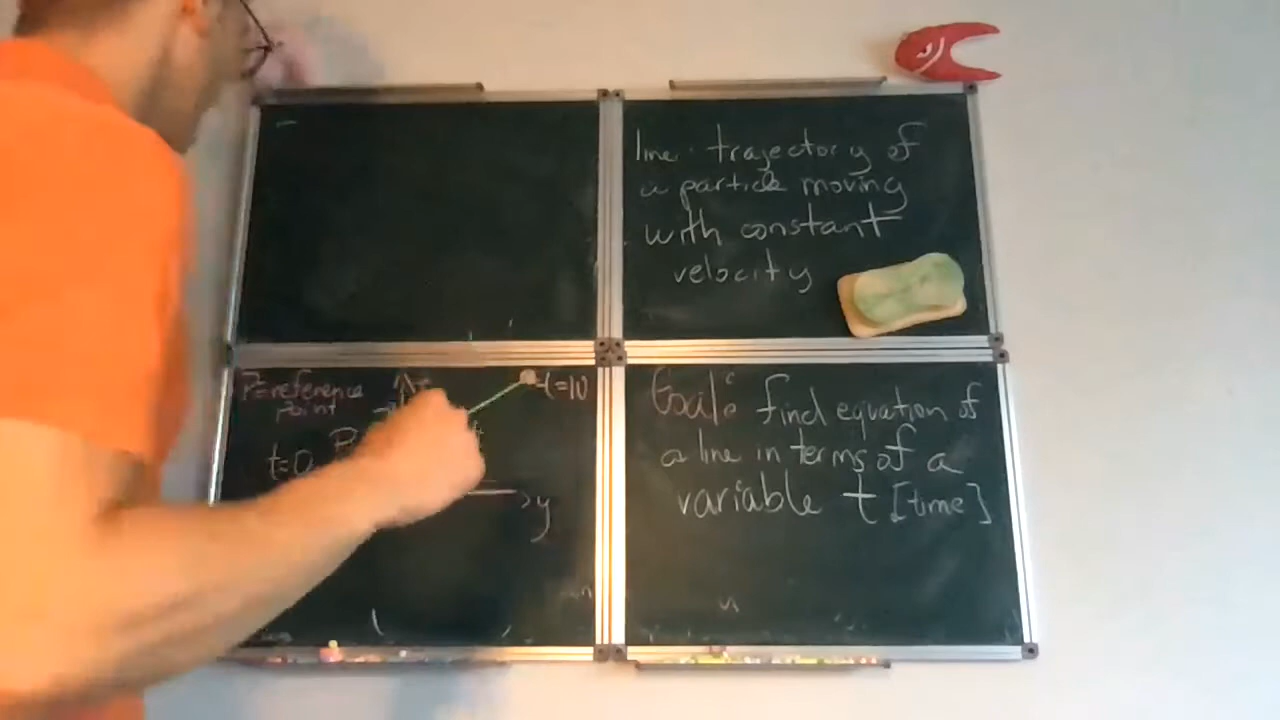 line: trajectory of
a particle moving
with constant
velocity
P=reference
point
t=10
P
t=0
y
Goal: find equation of
a line in terms of a
variable t [time]